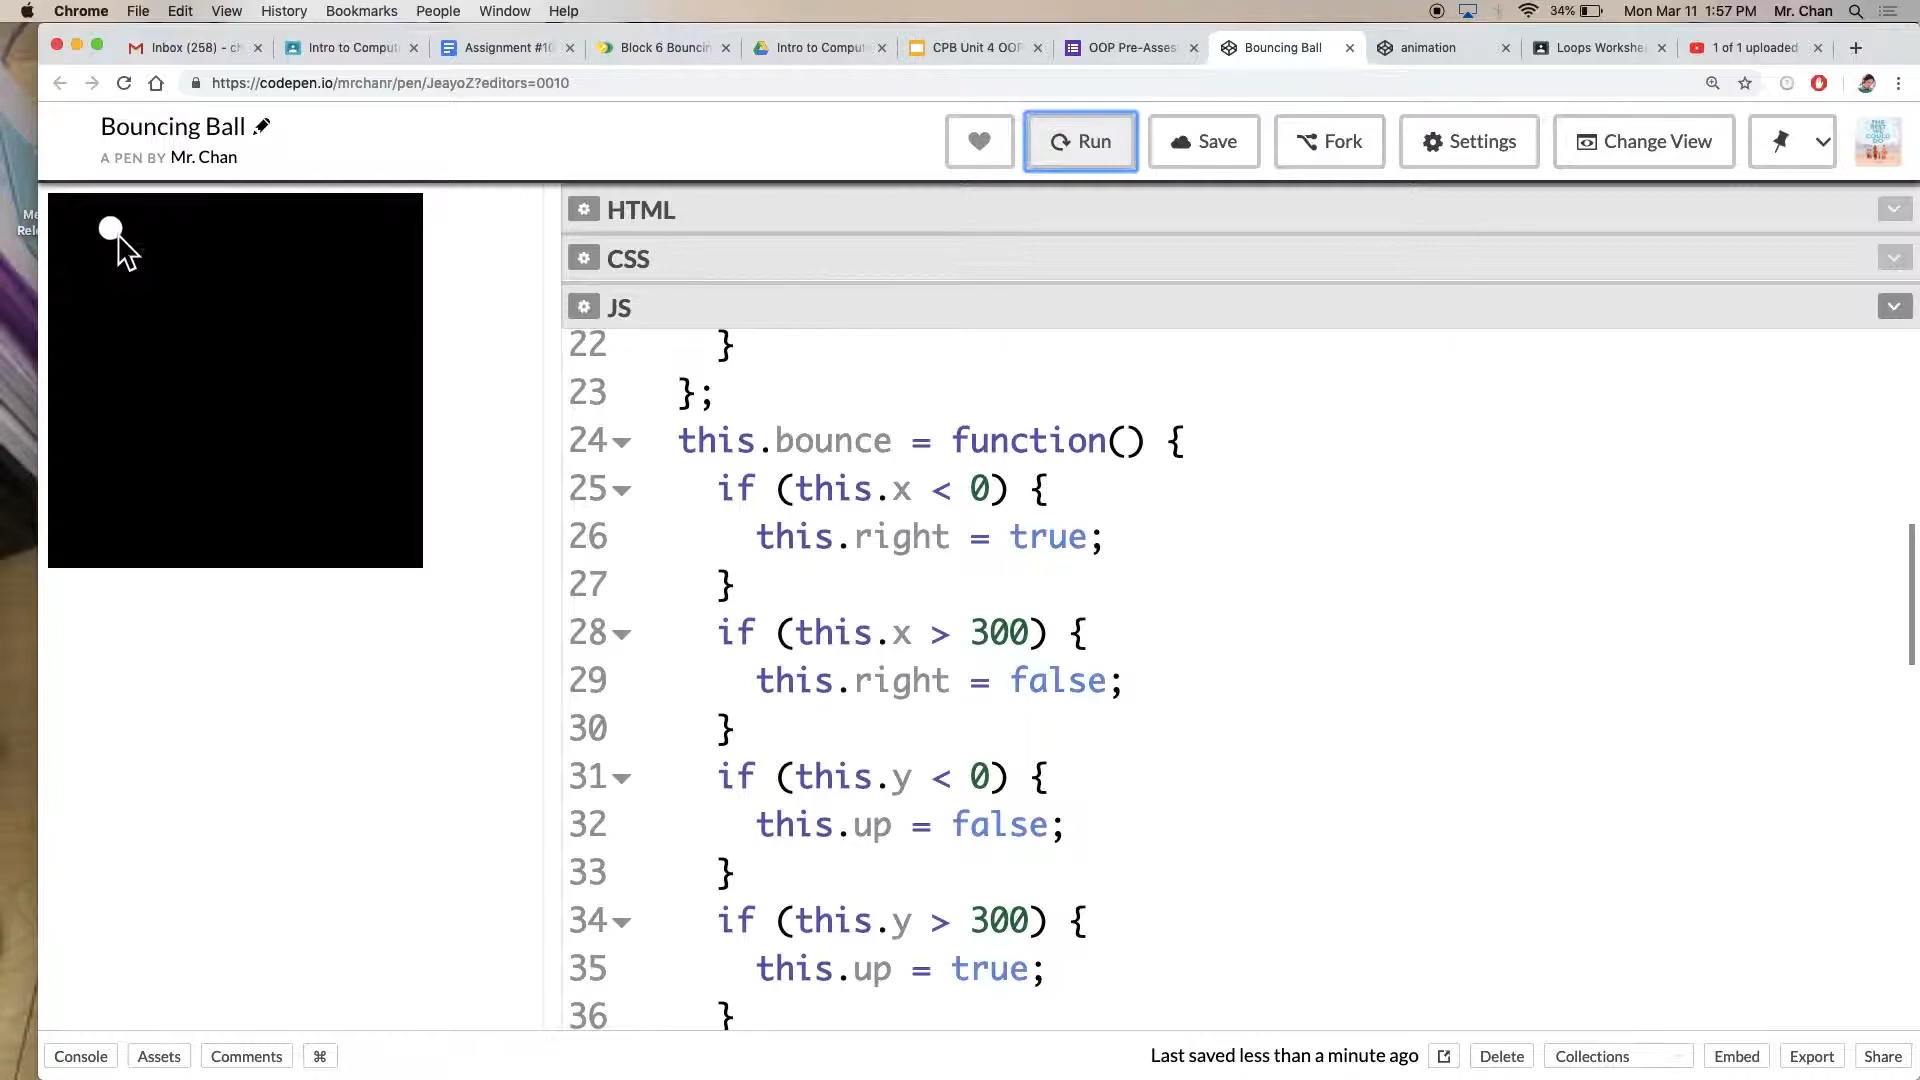 Chrome File Edit View History Bookmarks People Window Help 34% Mon Mar 11 1:57 PM Mr. Chan
Inbox (258) - ch Intro to Comput Assignment #10 Block 6 Bouncin Intro to Comput CPB Unit 4 OOP OOP Pre-Asses Bouncing Ball animation Loops Workshe 1 of 1 uploaded
https://codepen.io/mrchanr/pen/JeayoZ?editors=0010
Bouncing Ball
A PEN BY Mr. Chan
Run Save Fork Settings Change View
Me
Rele
HTML
CSS
JS
22 }
23 };
24 this.bounce = function() {
25 if (this.x < 0) {
26 this.right = true;
27 }
28 if (this.x > 300) {
29 this.right = false;
30 }
31 if (this.y < 0) {
32 this.up = false;
33 }
34 if (this.y > 300) {
35 this.up = true;
36 }
Console Assets Comments ⌘ Last saved less than a minute ago Delete Collections Embed Export Share